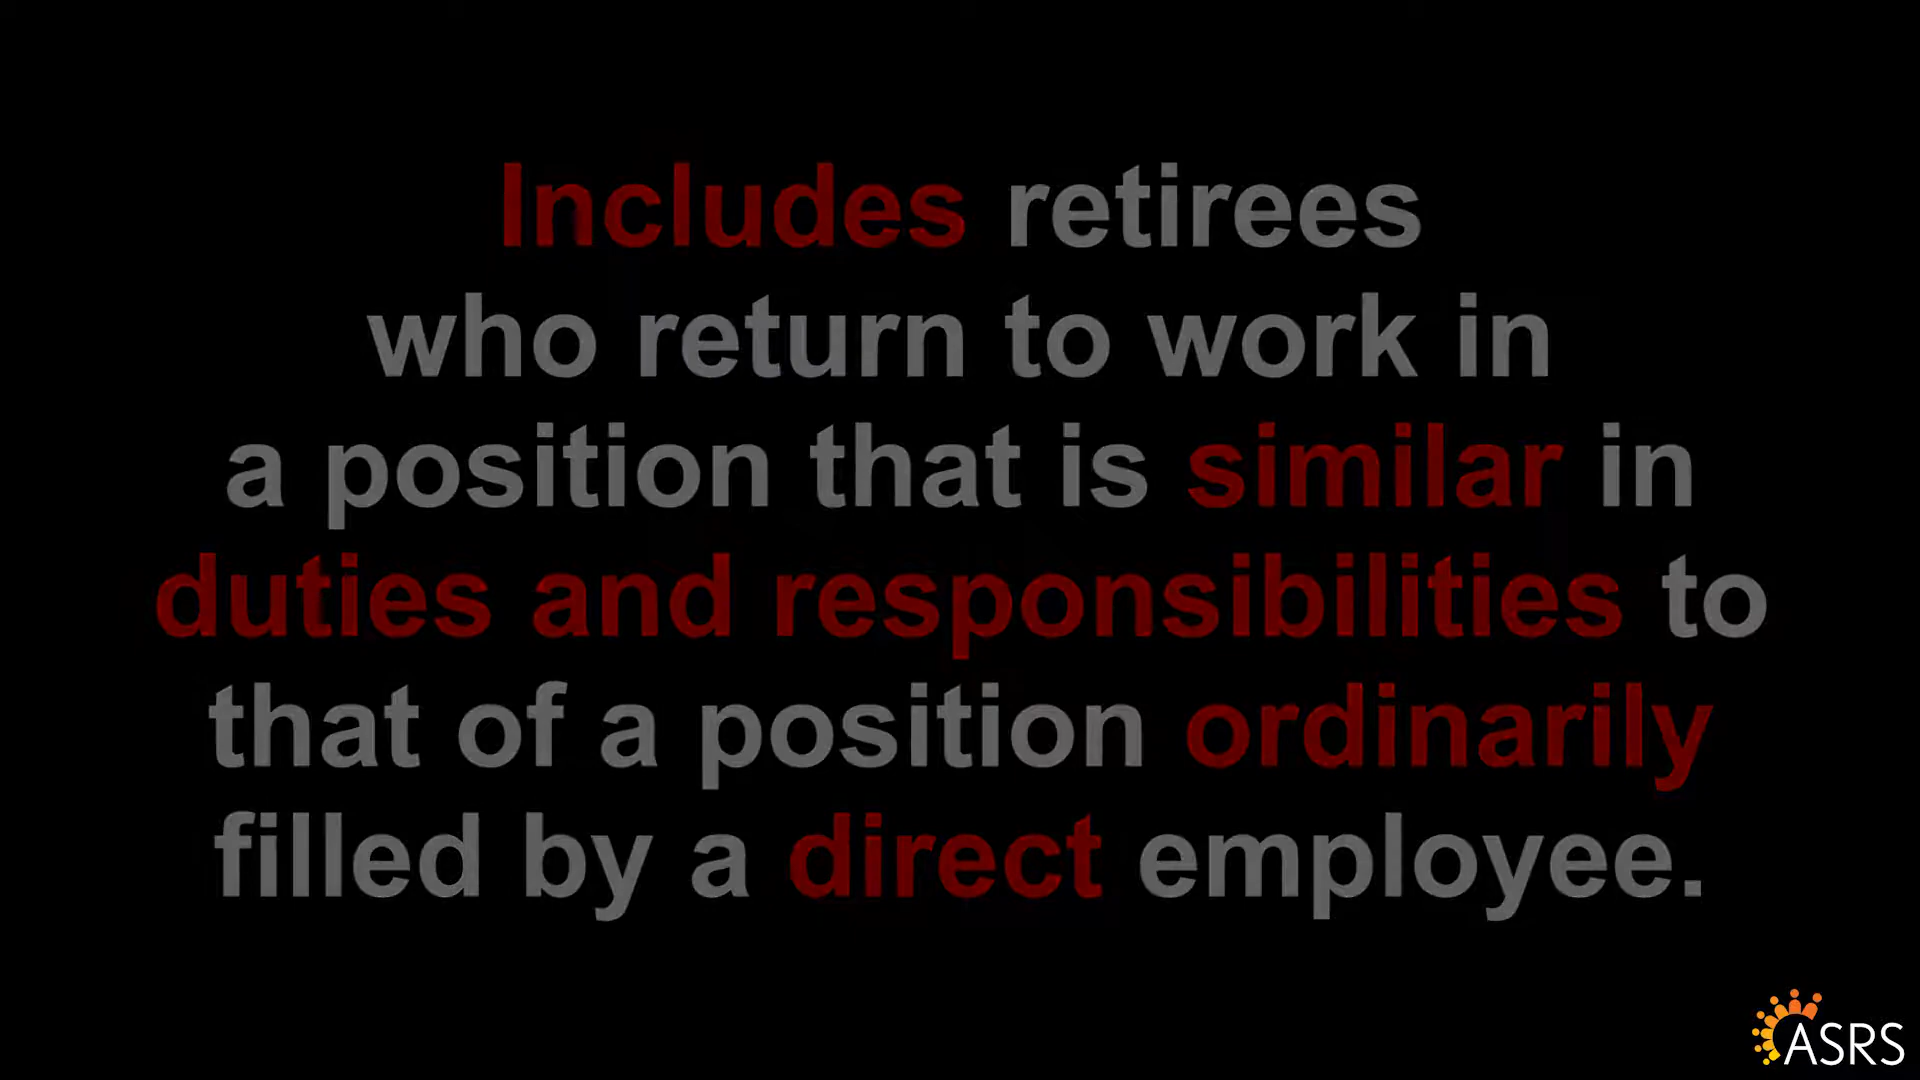 Includes retirees
who return to work in
a position that is similar in
duties and responsibilities to
that of a position ordinarily
filled by a direct employee.
ASRS